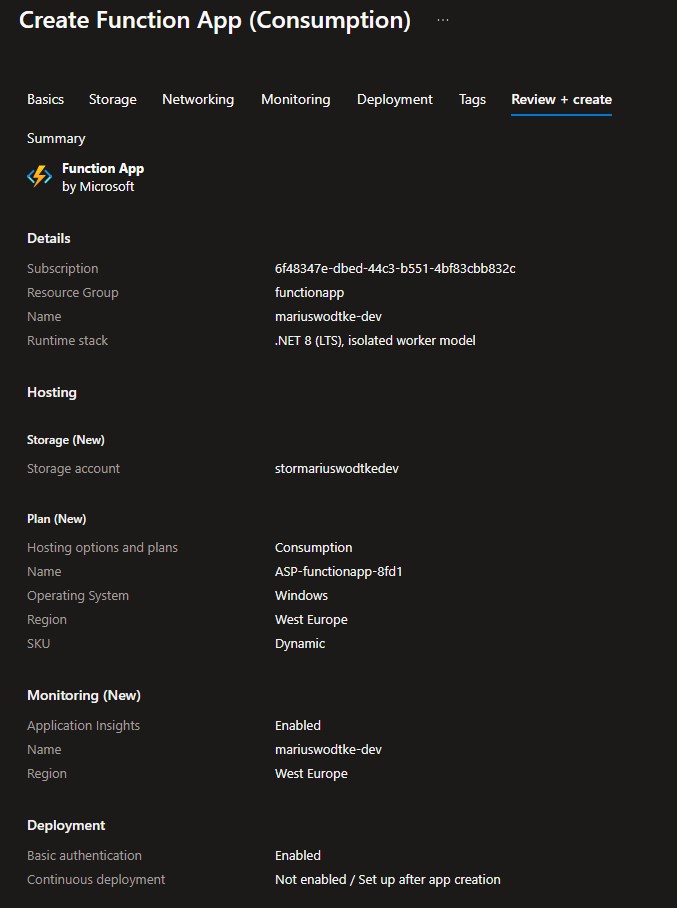 Create Function App (Consumption) ...
Basics Storage Networking Monitoring Deployment Tags Review + create
Summary
Function App
by Microsoft
Details
Subscription 6f48347e-dbed-44c3-b551-4bf83cbb832c
Resource Group functionapp
Name mariuswodtke-dev
Runtime stack .NET 8 (LTS), isolated worker model
Hosting
Storage (New)
Storage account stormariuswodtkedev
Plan (New)
Hosting options and plans Consumption
Name ASP-functionapp-8fd1
Operating System Windows
Region West Europe
SKU Dynamic
Monitoring (New)
Application Insights Enabled
Name mariuswodtke-dev
Region West Europe
Deployment
Basic authentication Enabled
Continuous deployment Not enabled / Set up after app creation